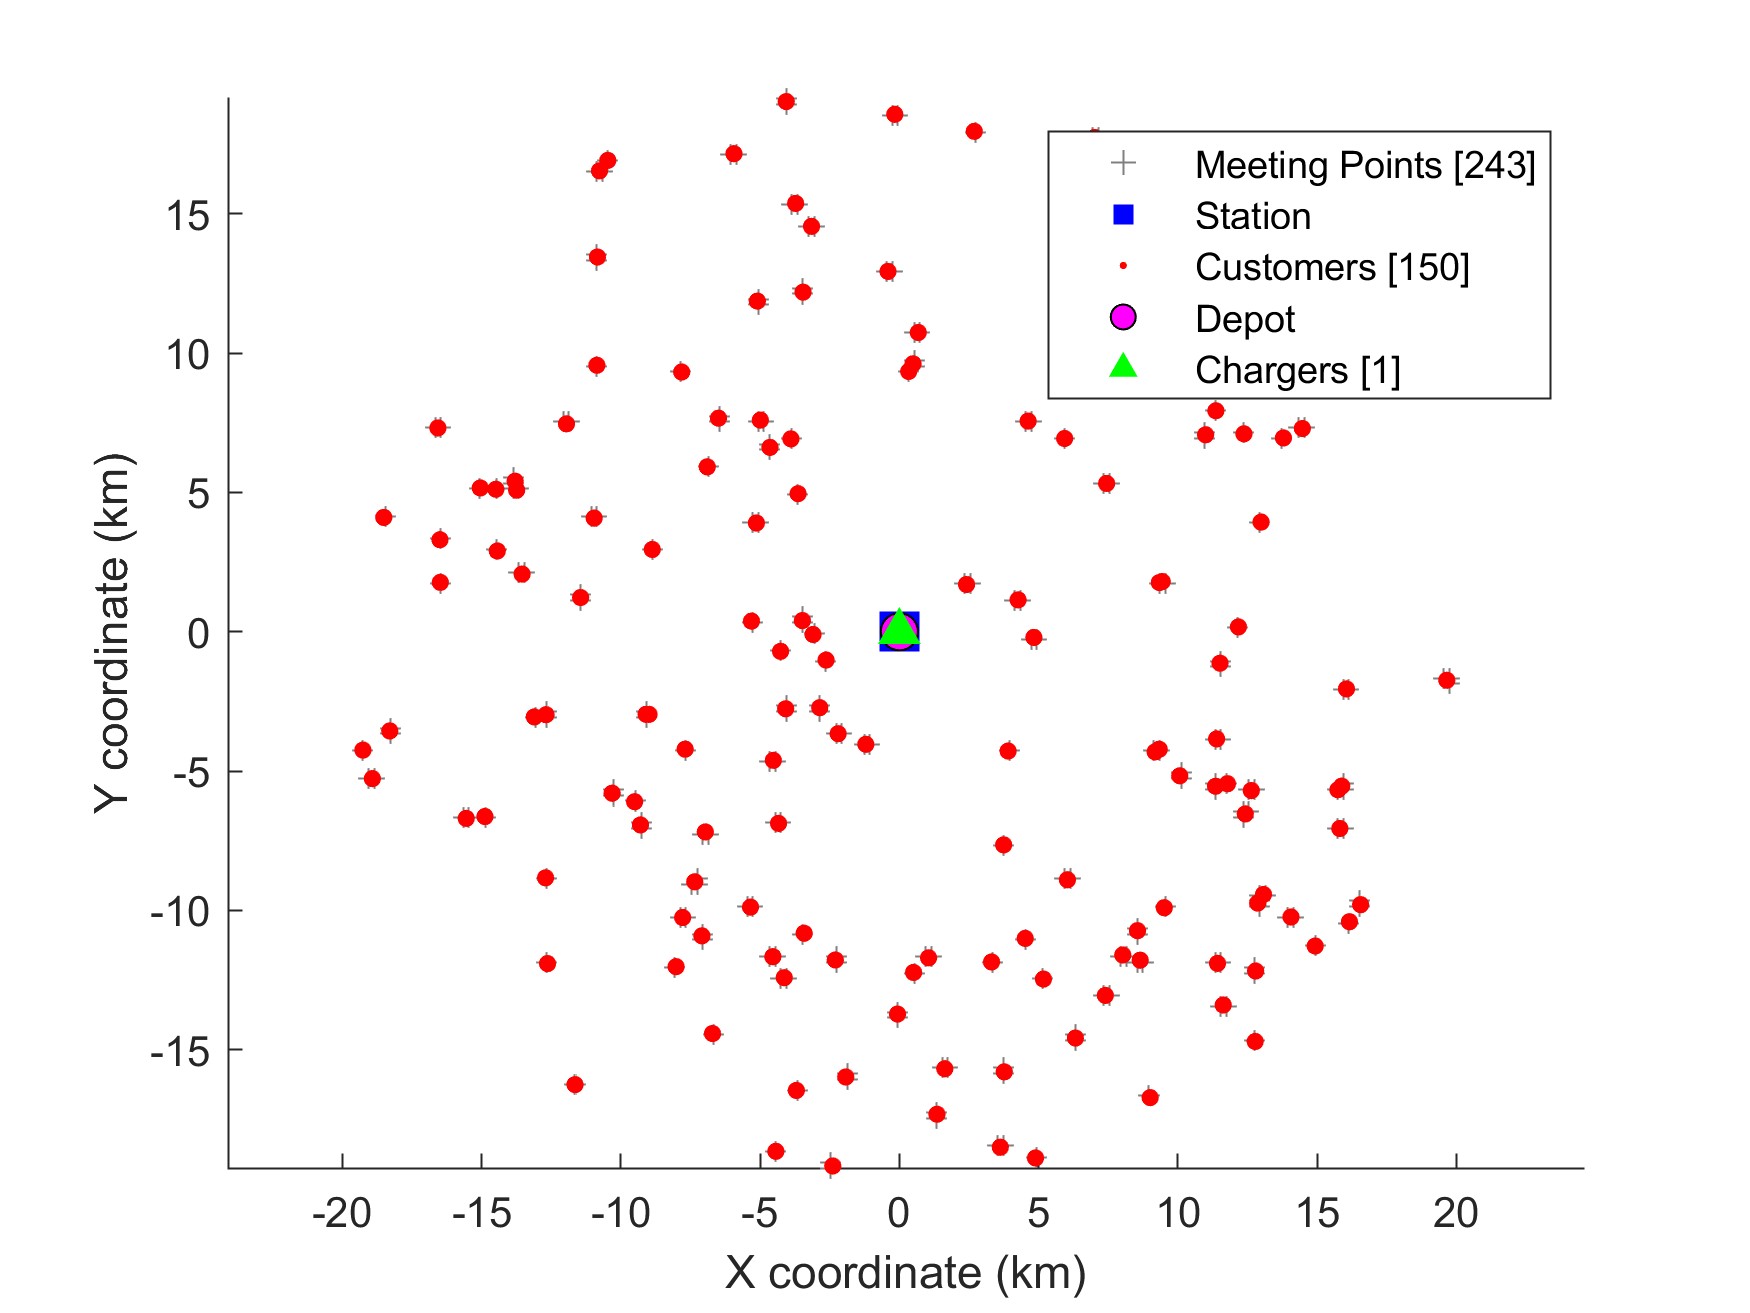 Meeting Points [243]
Station
Customers [150]
Depot
Chargers [1]
15
10
5
0
-5
-10
-15
Y coordinate (km)
-20 -15 -10 -5 0 5 10 15 20
X coordinate (km)